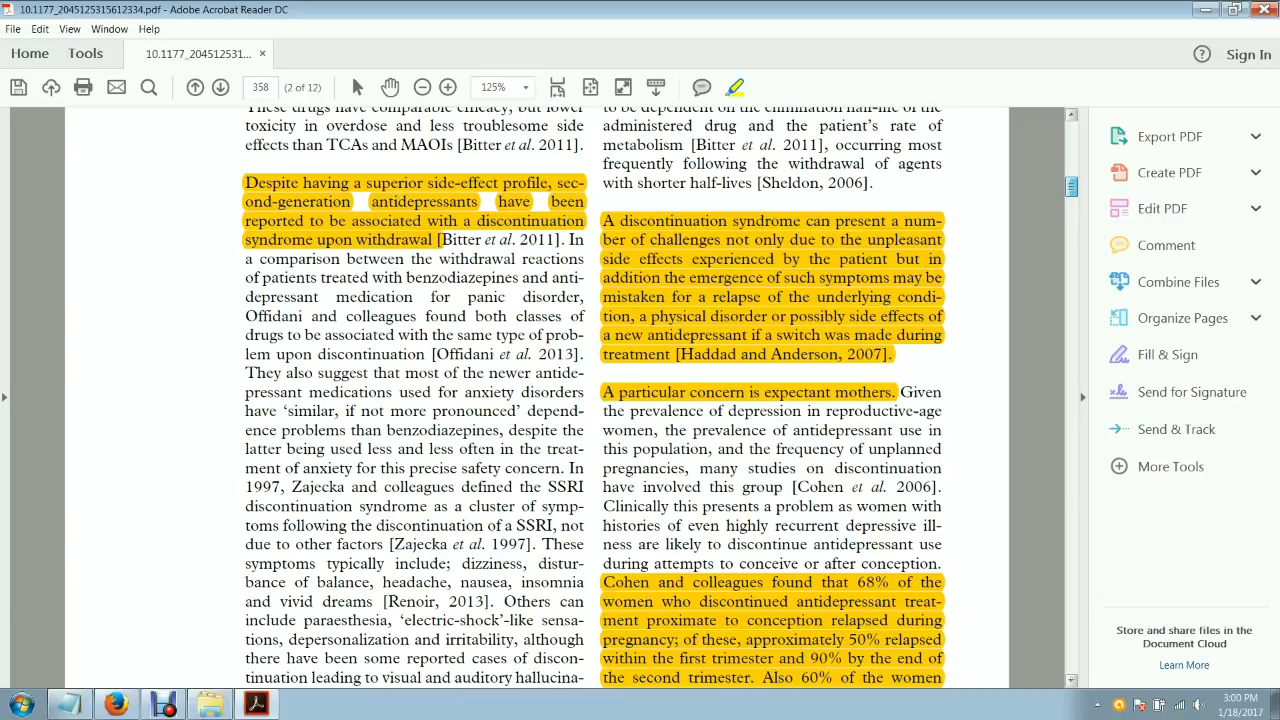 10.1177_2045125315612334.pdf - Adobe Acrobat Reader DC
File Edit View Window Help
Home Tools 10.1177_204512531... × Sign In
358 (2 of 12) 125%
These drugs have comparable efficacy, but lower
toxicity in overdose and less troublesome side
effects than TCAs and MAOIs [Bitter et al. 2011].
Despite having a superior side-effect profile, sec-
ond-generation antidepressants have been
reported to be associated with a discontinuation
syndrome upon withdrawal [Bitter et al. 2011]. In
a comparison between the withdrawal reactions
of patients treated with benzodiazepines and anti-
depressant medication for panic disorder,
Offidani and colleagues found both classes of
drugs to be associated with the same type of prob-
lem upon discontinuation [Offidani et al. 2013].
They also suggest that most of the newer antide-
pressant medications used for anxiety disorders
have ‘similar, if not more pronounced’ depend-
ence problems than benzodiazepines, despite the
latter being used less and less often in the treat-
ment of anxiety for this precise safety concern. In
1997, Zajecka and colleagues defined the SSRI
discontinuation syndrome as a cluster of symp-
toms following the discontinuation of a SSRI, not
due to other factors [Zajecka et al. 1997]. These
symptoms typically include; dizziness, distur-
bance of balance, headache, nausea, insomnia
and vivid dreams [Renoir, 2013]. Others can
include paraesthesia, ‘electric-shock’-like sensa-
tions, depersonalization and irritability, although
there have been some reported cases of discon-
tinuation leading to visual and auditory hallucina-
to be dependent on the elimination half-life of the
administered drug and the patient’s rate of
metabolism [Bitter et al. 2011], occurring most
frequently following the withdrawal of agents
with shorter half-lives [Sheldon, 2006].
A discontinuation syndrome can present a num-
ber of challenges not only due to the unpleasant
side effects experienced by the patient but in
addition the emergence of such symptoms may be
mistaken for a relapse of the underlying condi-
tion, a physical disorder or possibly side effects of
a new antidepressant if a switch was made during
treatment [Haddad and Anderson, 2007].
A particular concern is expectant mothers. Given
the prevalence of depression in reproductive-age
women, the prevalence of antidepressant use in
this population, and the frequency of unplanned
pregnancies, many studies on discontinuation
have involved this group [Cohen et al. 2006].
Clinically this presents a problem as women with
histories of even highly recurrent depressive ill-
ness are likely to discontinue antidepressant use
during attempts to conceive or after conception.
Cohen and colleagues found that 68% of the
women who discontinued antidepressant treat-
ment proximate to conception relapsed during
pregnancy; of these, approximately 50% relapsed
within the first trimester and 90% by the end of
the second trimester. Also 60% of the women
Export PDF
Create PDF
Edit PDF
Comment
Combine Files
Organize Pages
Fill & Sign
Send for Signature
Send & Track
More Tools
Store and share files in the
Document Cloud
Learn More
3:00 PM
1/18/2017